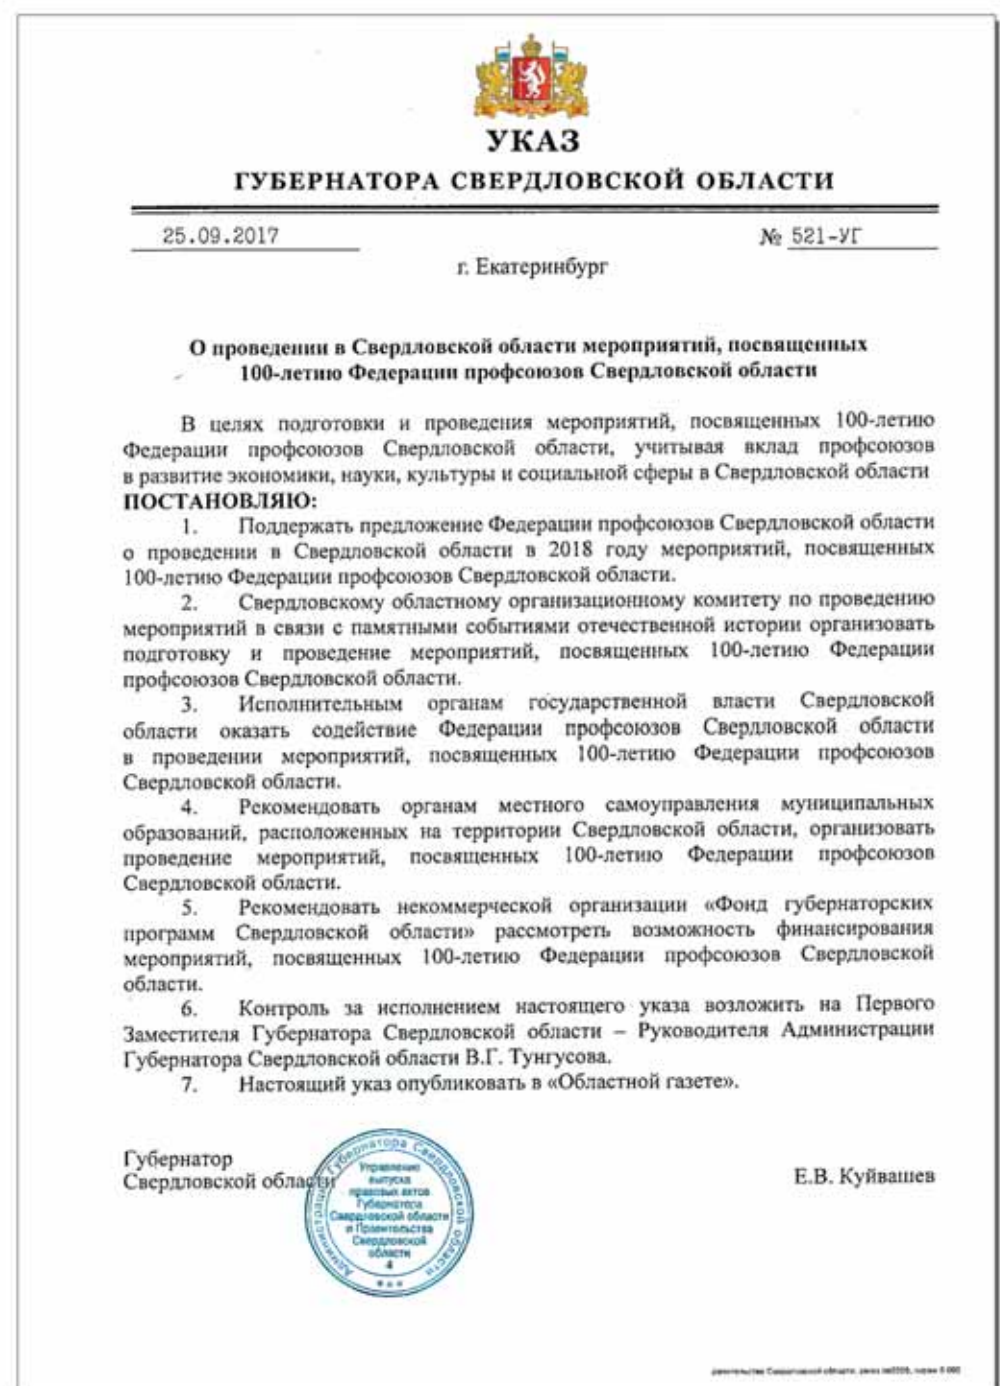 УКАЗ
ГУБЕРНАТОРА СВЕРДЛОВСКОЙ ОБЛАСТИ
25.09.2017 № 521-УГ
г. Екатеринбург
О проведении в Свердловской области мероприятий, посвященных
100-летию Федерации профсоюзов Свердловской области
В целях подготовки и проведения мероприятий, посвященных 100-летию
Федерации профсоюзов Свердловской области, учитывая вклад профсоюзов
в развитие экономики, науки, культуры и социальной сферы в Свердловской области
ПОСТАНОВЛЯЮ:
1. Поддержать предложение Федерации профсоюзов Свердловской области
о проведении в Свердловской области в 2018 году мероприятий, посвященных
100-летию Федерации профсоюзов Свердловской области.
2. Свердловскому областному организационному комитету по проведению
мероприятий в связи с памятными событиями отечественной истории организовать
подготовку и проведение мероприятий, посвященных 100-летию Федерации
профсоюзов Свердловской области.
3. Исполнительным органам государственной власти Свердловской
области оказать содействие Федерации профсоюзов Свердловской области
в проведении мероприятий, посвященных 100-летию Федерации профсоюзов
Свердловской области.
4. Рекомендовать органам местного самоуправления муниципальных
образований, расположенных на территории Свердловской области, организовать
проведение мероприятий, посвященных 100-летию Федерации профсоюзов
Свердловской области.
5. Рекомендовать некоммерческой организации «Фонд губернаторских
программ Свердловской области» рассмотреть возможность финансирования
мероприятий, посвященных 100-летию Федерации профсоюзов Свердловской
области.
6. Контроль за исполнением настоящего указа возложить на Первого
Заместителя Губернатора Свердловской области – Руководителя Администрации
Губернатора Свердловской области В.Г. Тунгусова.
7. Настоящий указ опубликовать в «Областной газете».
Губернатор
Свердловской области Е.В. Куйвашев
Администрация Губернатора Свердловской области
Управление
выпуска
правовых актов
Губернатора
Свердловской области
и Правительства
Свердловской
области
4